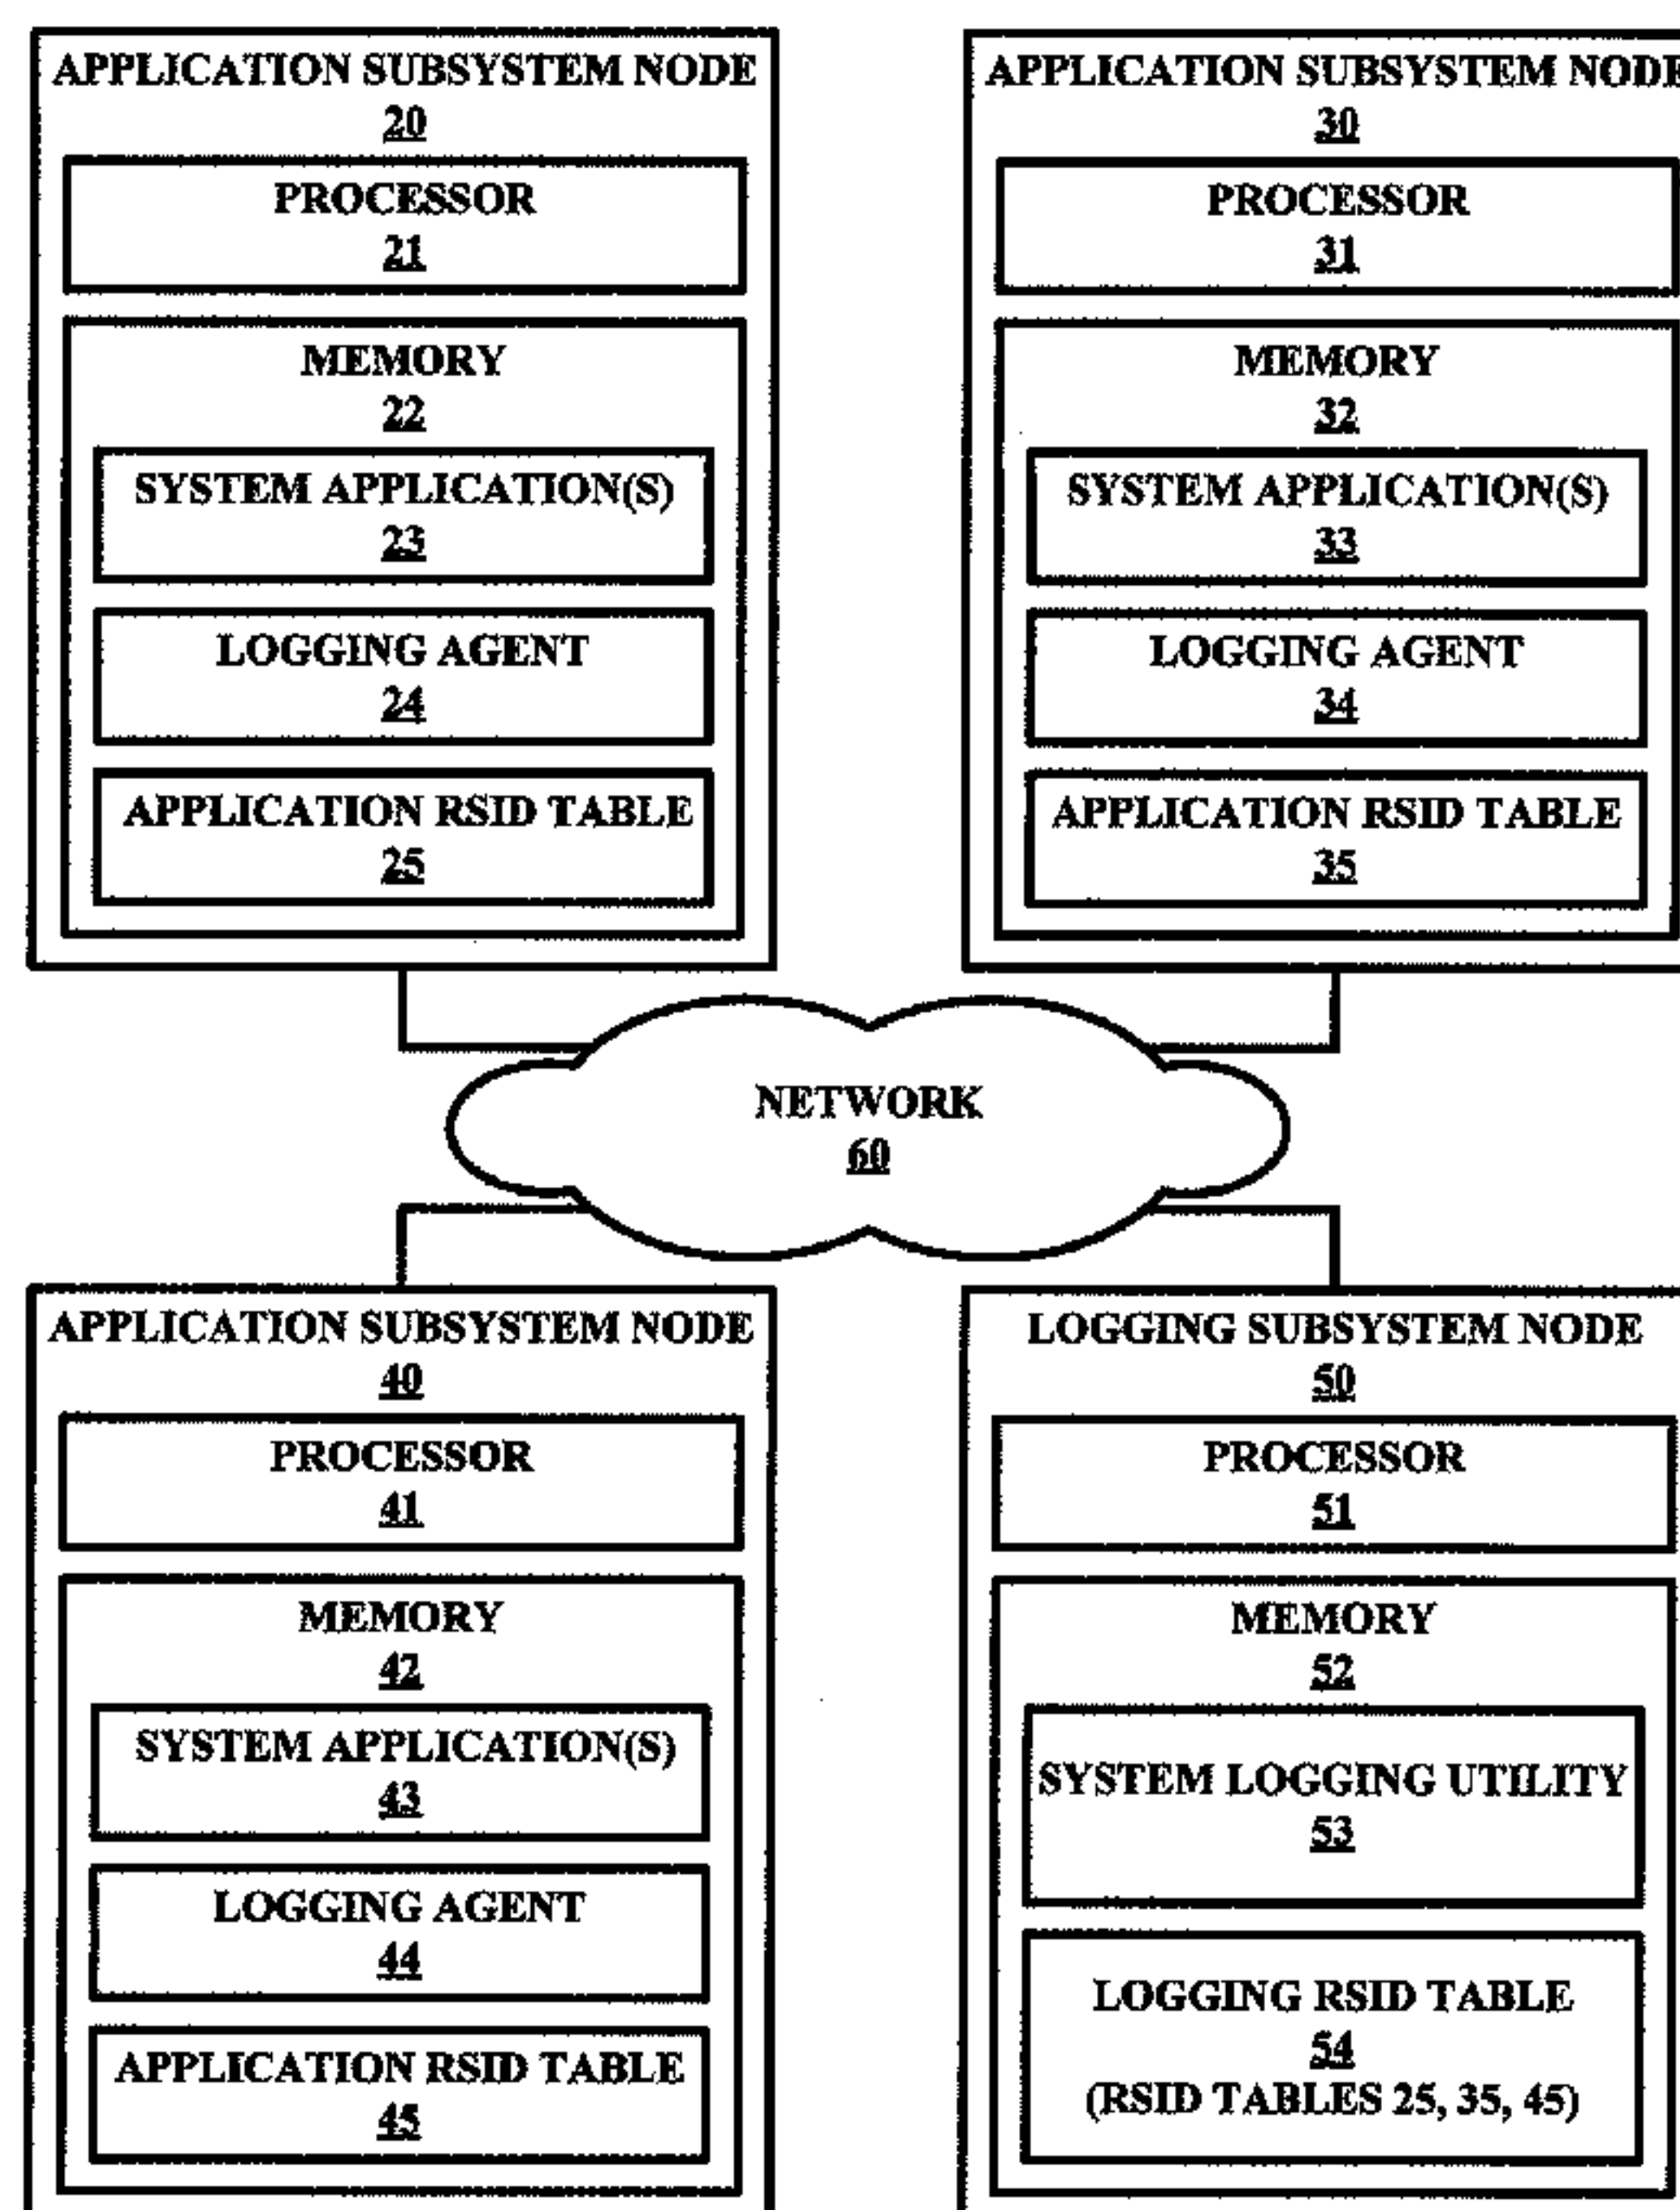 APPLICATION SUBSYSTEM NODE
20
PROCESSOR
21
MEMORY
22
SYSTEM APPLICATION(S)
23
LOGGING AGENT
24
APPLICATION RSID TABLE
25
APPLICATION SUBSYSTEM NODE
30
PROCESSOR
31
MEMORY
32
SYSTEM APPLICATION(S)
33
LOGGING AGENT
34
APPLICATION RSID TABLE
35
NETWORK
60
APPLICATION SUBSYSTEM NODE
40
PROCESSOR
41
MEMORY
42
SYSTEM APPLICATION(S)
43
LOGGING AGENT
44
APPLICATION RSID TABLE
45
LOGGING SUBSYSTEM NODE
50
PROCESSOR
51
MEMORY
52
SYSTEM LOGGING UTILITY
53
LOGGING RSID TABLE
54
(RSID TABLES 25, 35, 45)